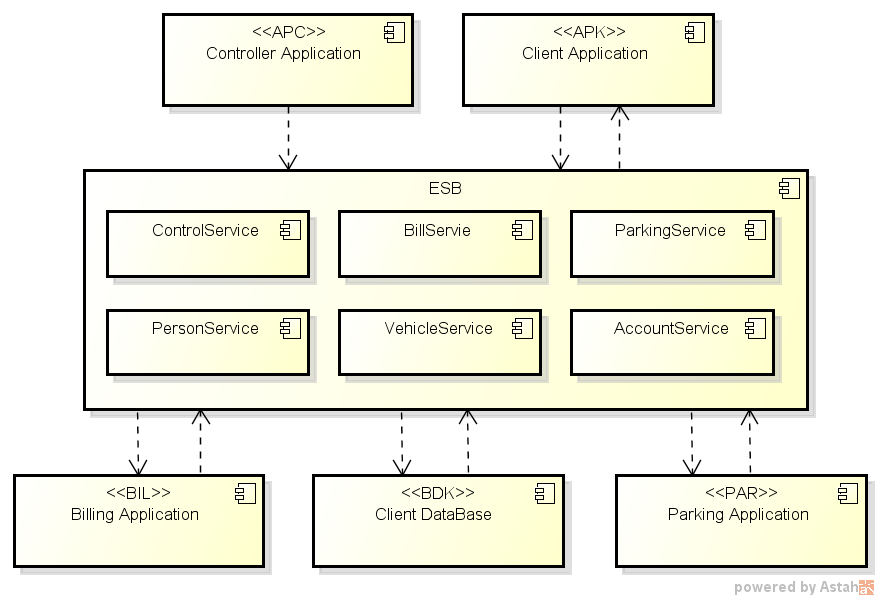 <<APC>>
Controller Application
<<APK>>
Client Application
ESB
ControlService
BillServie
ParkingService
PersonService
VehicleService
AccountService
<<BIL>>
Billing Application
<<BDK>>
Client DataBase
<<PAR>>
Parking Application
powered by Astah